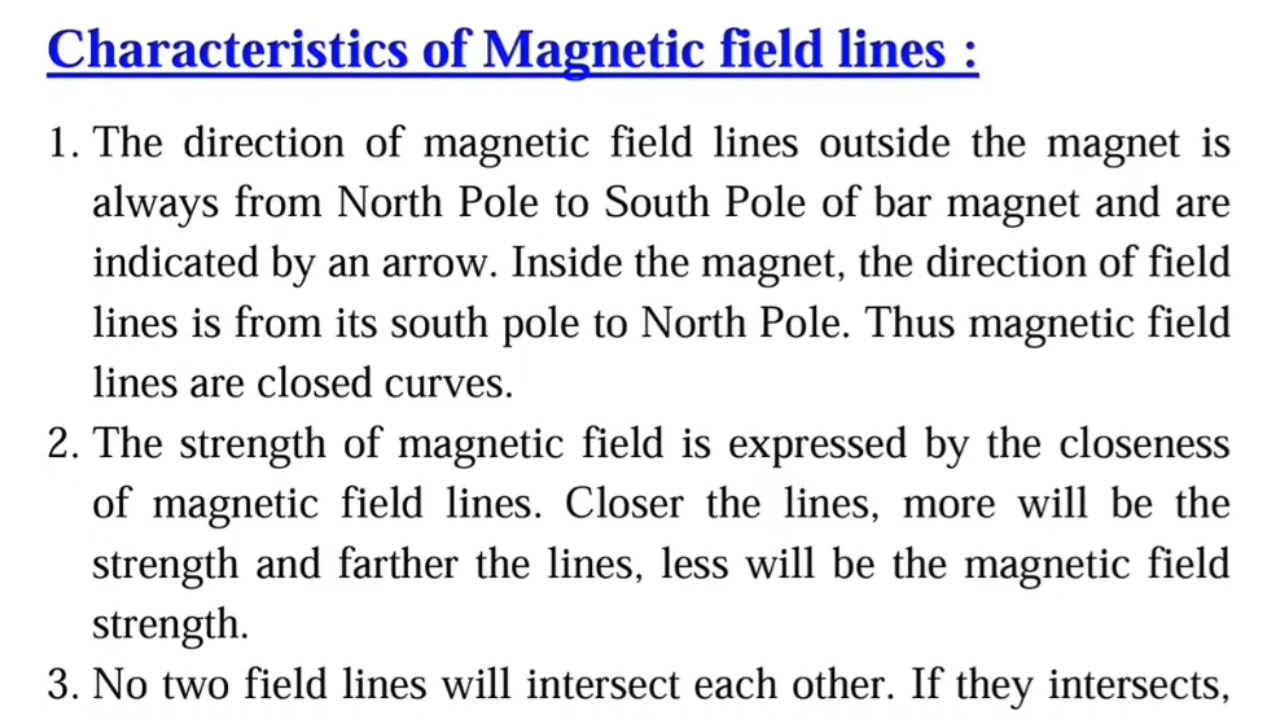 Characteristics of Magnetic field lines :
1. The direction of magnetic field lines outside the magnet is
always from North Pole to South Pole of bar magnet and are
indicated by an arrow. Inside the magnet, the direction of field
lines is from its south pole to North Pole. Thus magnetic field
lines are closed curves.
2. The strength of magnetic field is expressed by the closeness
of magnetic field lines. Closer the lines, more will be the
strength and farther the lines, less will be the magnetic field
strength.
3. No two field lines will intersect each other. If they intersects,